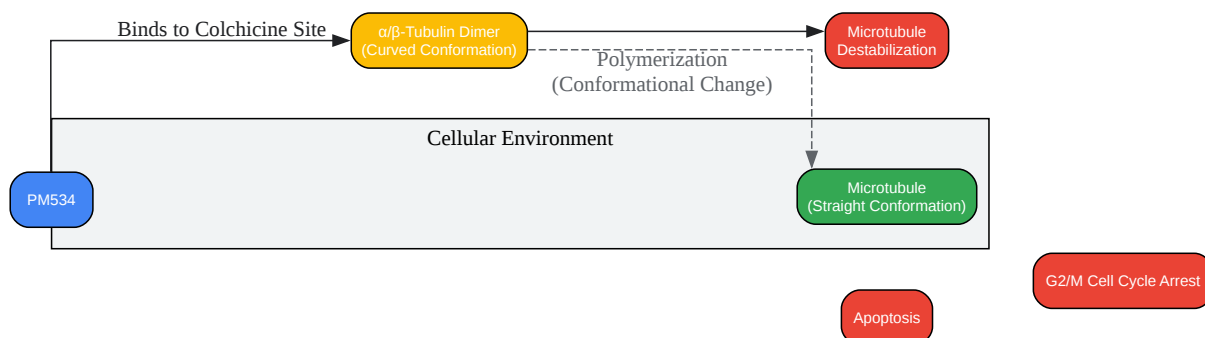 Binds to Colchicine Site
α/β-Tubulin Dimer
(Curved Conformation)
Microtubule
Destabilization
Polymerization
(Conformational Change)
Cellular Environment
PM534
Microtubule
(Straight Conformation)
G2/M Cell Cycle Arrest
Apoptosis